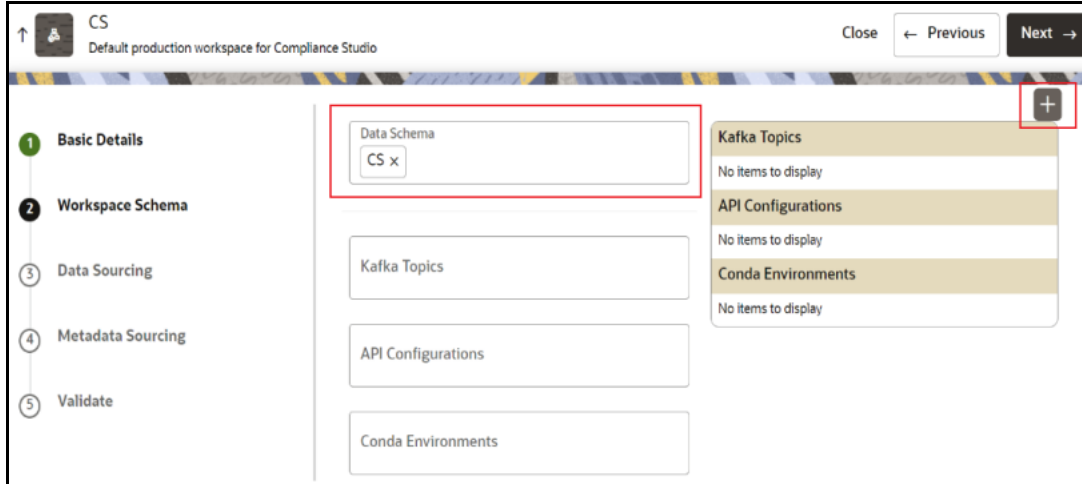 CS
Default production workspace for Compliance Studio
Close
← Previous
Next →
1 Basic Details
2 Workspace Schema
3 Data Sourcing
4 Metadata Sourcing
5 Validate
Data Schema
CS ×
Kafka Topics
API Configurations
Conda Environments
+
Kafka Topics
No items to display
API Configurations
No items to display
Conda Environments
No items to display